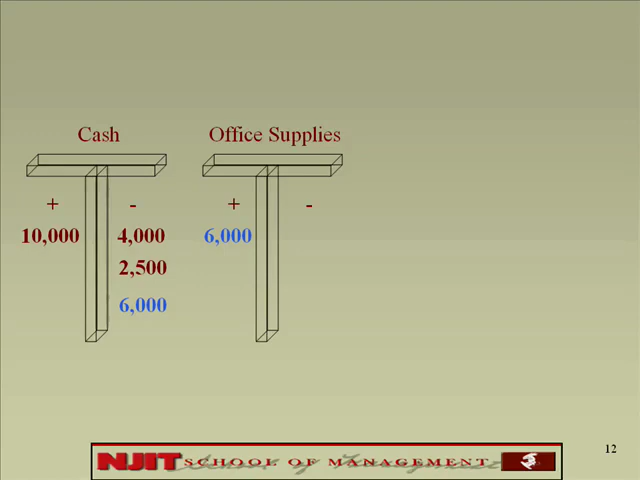 Cash Office Supplies
+ - + -
10,000 4,000 6,000
2,500
6,000
12
NJIT SCHOOL OF MANAGEMENT